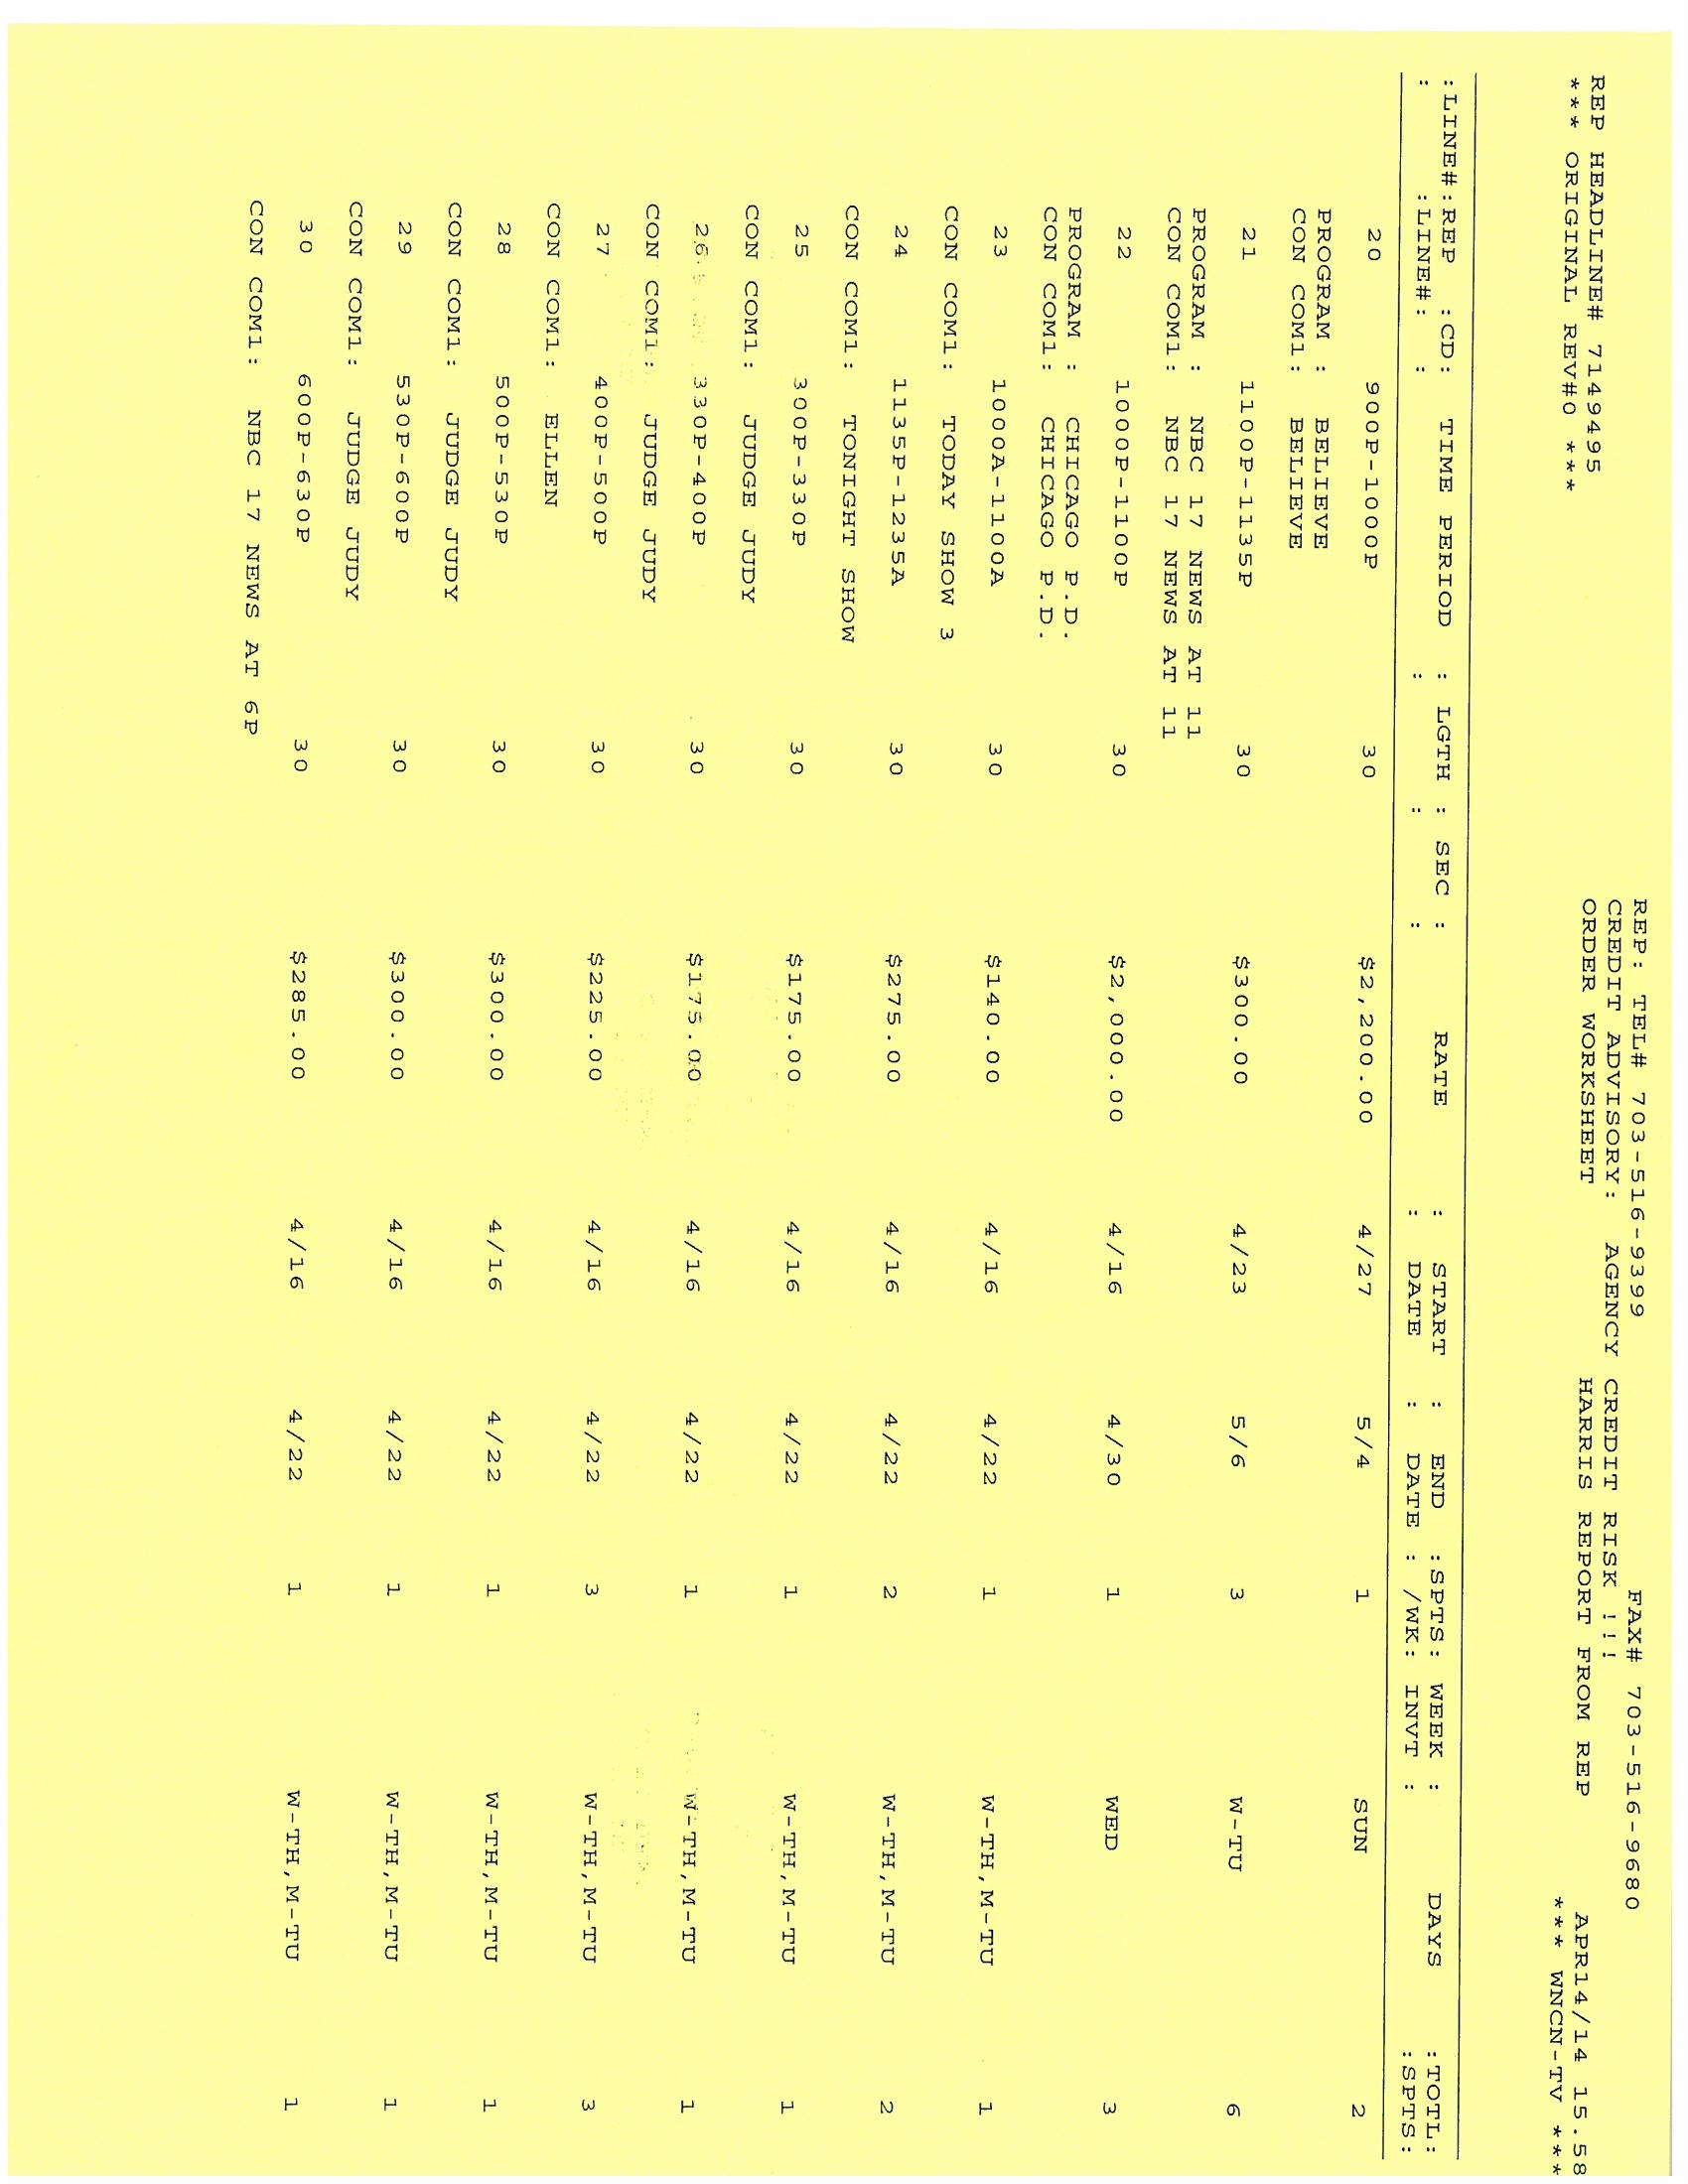 REP: TEL# 703-516-9399 FAX# 703-516-9680
CREDIT ADVISORY: AGENCY CREDIT RISK !!!
REP HEADLINE# 7149495 ORDER WORKSHEET HARRIS REPORT FROM REP APR14/14 15.58
*** ORIGINAL REV#0 *** *** WNCN-TV ***
:LINE#:REP :CD: TIME PERIOD : LGTH : SEC : RATE : START : END :SPTS: WEEK : DAYS :TOTL:
: :LINE#: : : : : : DATE : DATE : /WK: INVT : :SPTS:
20 900P-1000P 30 $2,200.00 4/27 5/4 1 SUN 2
PROGRAM : BELIEVE
CON COM1: BELIEVE
21 1100P-1135P 30 $300.00 4/23 5/6 3 W-TU 6
PROGRAM : NBC 17 NEWS AT 11
CON COM1: NBC 17 NEWS AT 11
22 1000P-1100P 30 $2,000.00 4/16 4/30 1 WED 3
PROGRAM : CHICAGO P.D.
CON COM1: CHICAGO P.D.
23 1000A-1100A 30 $140.00 4/16 4/22 1 W-TH,M-TU 1
CON COM1: TODAY SHOW 3
24 1135P-1235A 30 $275.00 4/16 4/22 2 W-TH,M-TU 2
CON COM1: TONIGHT SHOW
25 300P-330P 30 $175.00 4/16 4/22 1 W-TH,M-TU 1
CON COM1: JUDGE JUDY
26 330P-400P 30 $175.00 4/16 4/22 1 W-TH,M-TU 1
CON COM1: JUDGE JUDY
27 400P-500P 30 $225.00 4/16 4/22 3 W-TH,M-TU 3
CON COM1: ELLEN
28 500P-530P 30 $300.00 4/16 4/22 1 W-TH,M-TU 1
CON COM1: JUDGE JUDY
29 530P-600P 30 $300.00 4/16 4/22 1 W-TH,M-TU 1
CON COM1: JUDGE JUDY
30 600P-630P 30 $285.00 4/16 4/22 1 W-TH,M-TU 1
CON COM1: NBC 17 NEWS AT 6P